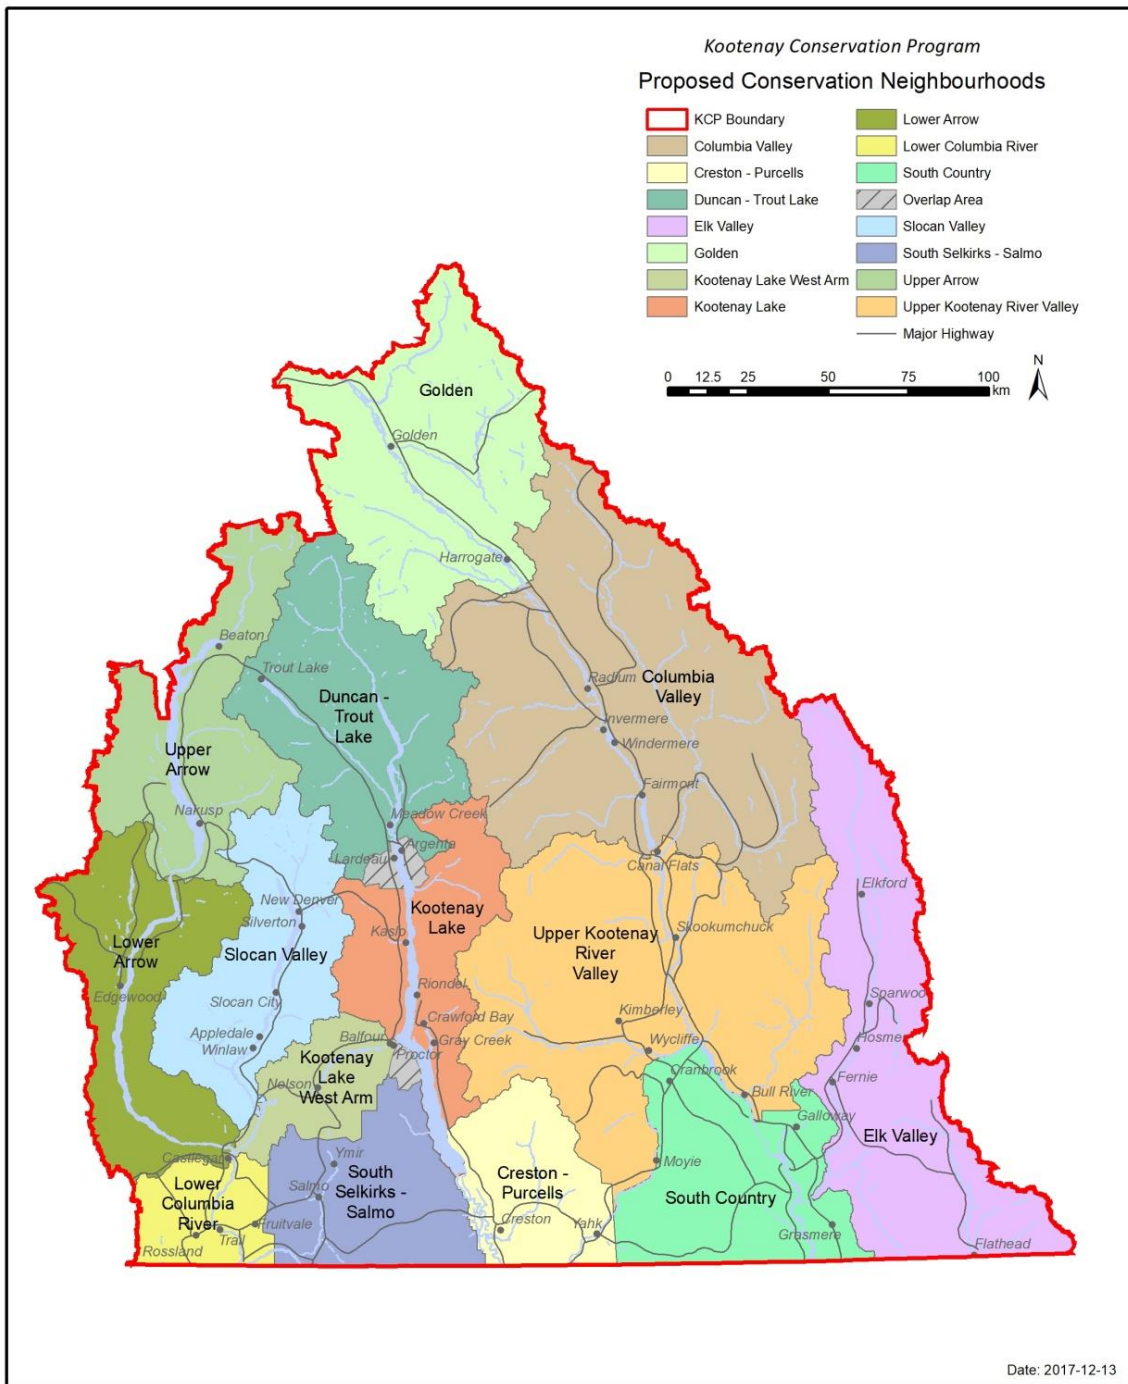 Kootenay Conservation Program
Proposed Conservation Neighbourhoods
KCP Boundary
Columbia Valley
Creston - Purcells
Duncan - Trout Lake
Elk Valley
Golden
Kootenay Lake West Arm
Kootenay Lake
Lower Arrow
Lower Columbia River
South Country
Overlap Area
Slocan Valley
South Selkirks - Salmo
Upper Arrow
Upper Kootenay River Valley
Major Highway
0 12.5 25 50 75 100
km
N
Golden
Golden
Harrogate
Beaton
Trout Lake
Duncan -
Trout
Lake
Radium
Columbia
Valley
Invermere
Windermere
Upper
Arrow
Fairmont
Nakusp
Meadow Creek
Argenta
Lardeau
Canal Flats
Elkford
New Denver
Silverton
Kootenay
Lake
Kaslo
Skookumchuck
Upper Kootenay
River
Valley
Lower
Arrow
Slocan Valley
Edgewood
Slocan City
Riondel
Sparwoo
Crawford Bay
Kimberley
Appledale
Winlaw
Balfour
Gray Creek
Proctor
Wycliffe
Hosmer
Kootenay
Lake
West Arm
Nelson
Cranbrook
Fernie
Bull River
Galloway
Elk Valley
Castlegar
Ymir
Moyie
South
Selkirks -
Salmo
Creston -
Purcells
South Country
Lower
Columbia
River
Salmo
Fruitvale
Trail
Rossland
Creston
Yahk
Grasmere
Flathead
Date: 2017-12-13